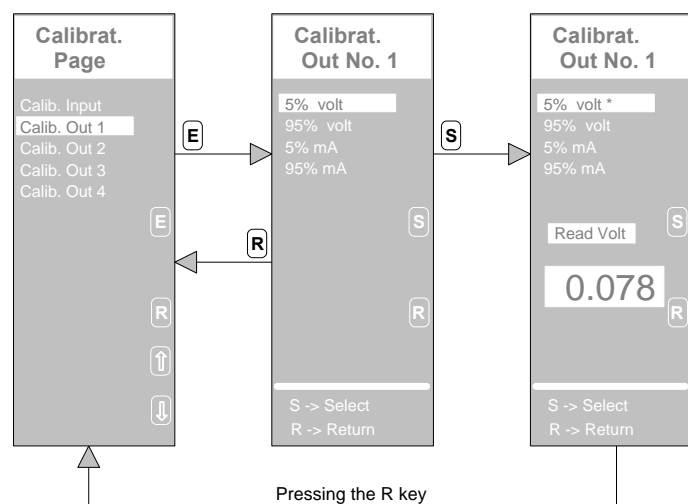 Calibrat.
Page
Calib. Input
Calib. Out 1
Calib. Out 2
Calib. Out 3
Calib. Out 4
E
R
E
R
Calibrat.
Out No. 1
5% volt
95% volt
5% mA
95% mA
S
R
S -> Select
R -> Return
S
Calibrat.
Out No. 1
5% volt *
95% volt
5% mA
95% mA
Read Volt
0.078
S
R
S -> Select
R -> Return
Pressing the R key